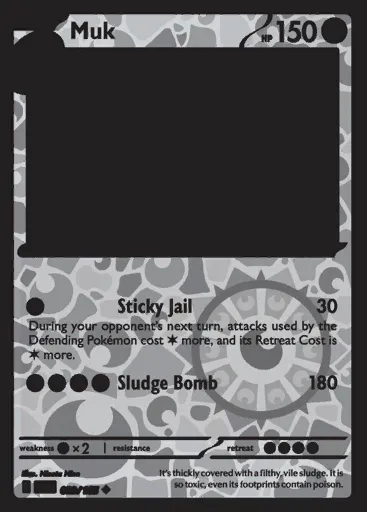 Muk HP 150
Sticky Jail 30
During your opponent's next turn, attacks used by the
Defending Pokémon cost ✶ more, and its Retreat Cost is
✶ more.
Sludge Bomb 180
weakness ×2 resistance retreat
It's thickly covered with a filthy, vile sludge. It is
so toxic, even its footprints contain poison.